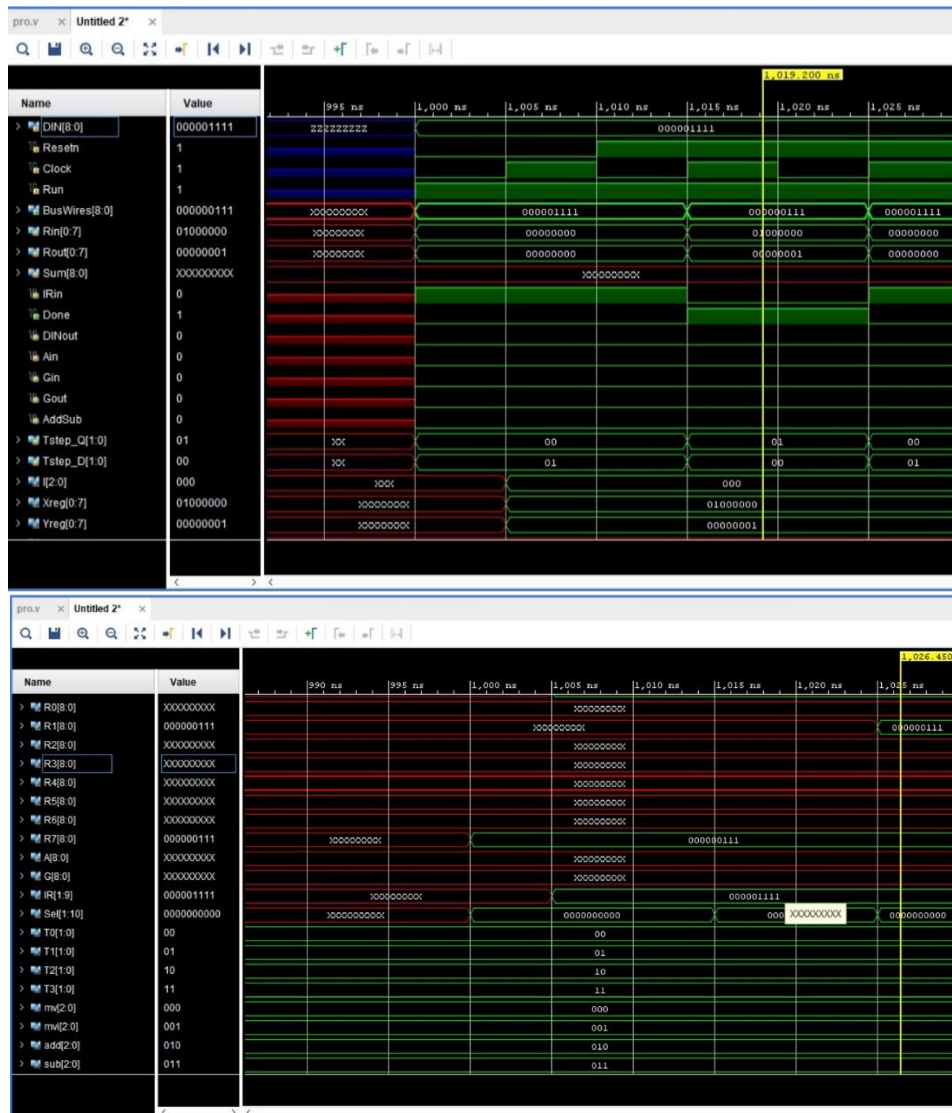 pro.v × Untitled 2* ×
1,019.200 ns
Name Value 995 ns 1,000 ns 1,005 ns 1,010 ns 1,015 ns 1,020 ns 1,025 ns
DIN[8:0] 000001111 ZZZZZZZZZ 000001111
Resetn 1
Clock 1
Run 1
BusWires[8:0] 000000111 XXXXXXXXX 000001111 000000111 000001111
Rin[0:7] 01000000 XXXXXXXX 00000000 01000000 00000000
Rout[0:7] 00000001 XXXXXXXX 00000000 00000001 00000000
Sum[8:0] XXXXXXXXX XXXXXXXXX
IRin 0
Done 1
DINout 0
Ain 0
Gin 0
Gout 0
AddSub 0
Tstep_Q[1:0] 01 XX 00 01 00
Tstep_D[1:0] 00 XX 01 00 01
I[2:0] 000 XXX 000
Xreg[0:7] 01000000 XXXXXXXX 01000000
Yreg[0:7] 00000001 XXXXXXXX 00000001
pro.v × Untitled 2* ×
1,026.450
Name Value 990 ns 995 ns 1,000 ns 1,005 ns 1,010 ns 1,015 ns 1,020 ns 1,025 ns
R0[8:0] XXXXXXXXX XXXXXXXXX
R1[8:0] 000000111 XXXXXXXXX 000000111
R2[8:0] XXXXXXXXX XXXXXXXXX
R3[8:0] XXXXXXXXX XXXXXXXXX
R4[8:0] XXXXXXXXX XXXXXXXXX
R5[8:0] XXXXXXXXX XXXXXXXXX
R6[8:0] XXXXXXXXX XXXXXXXXX
R7[8:0] 000000111 XXXXXXXXX 000000111
A[8:0] XXXXXXXXX XXXXXXXXX
G[8:0] XXXXXXXXX XXXXXXXXX
IR[1:9] 000001111 XXXXXXXXX 000001111
Sel[1:10] 0000000000 XXXXXXXXXX 0000000000 000 XXXXXXXXX 0000000000
T0[1:0] 00 00
T1[1:0] 01 01
T2[1:0] 10 10
T3[1:0] 11 11
mv[2:0] 000 000
mvi[2:0] 001 001
add[2:0] 010 010
sub[2:0] 011 011